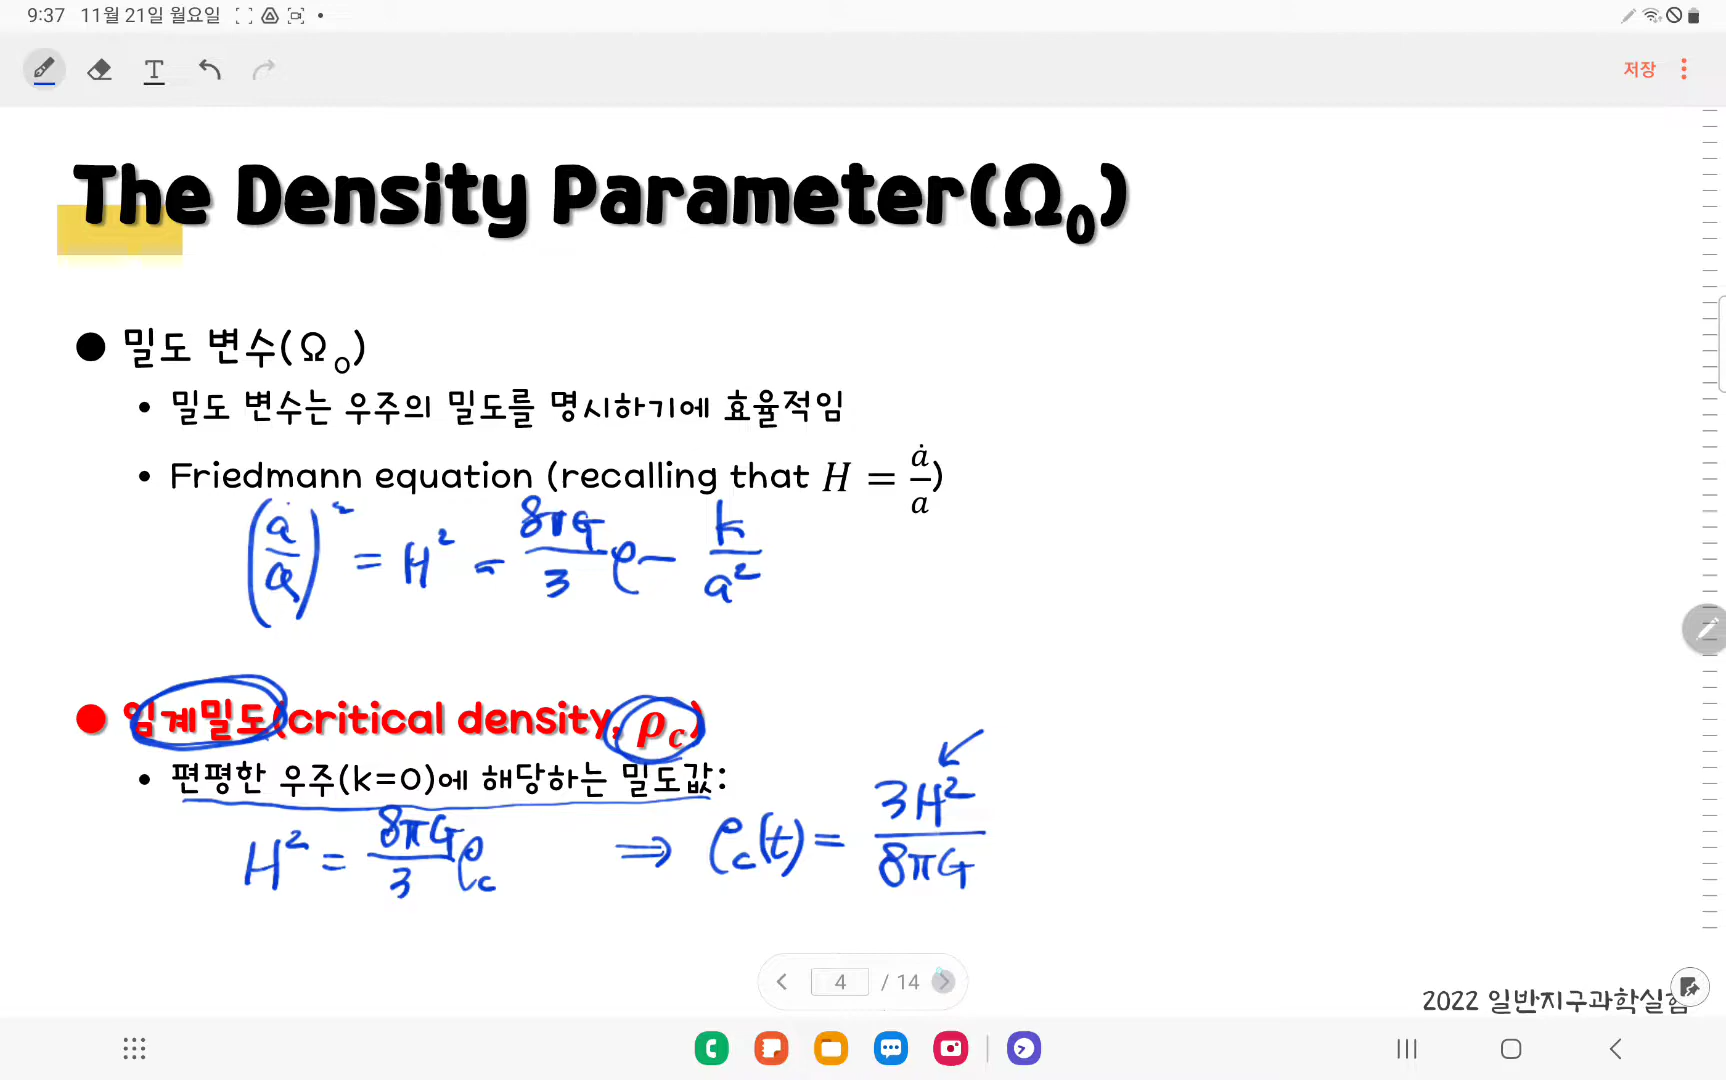 9:37 11월 21일 월요일
저장
The Density Parameter(Ω₀)
● 밀도 변수(Ω₀)
• 밀도 변수는 우주의 밀도를 명시하기에 효율적임
• Friedmann equation (recalling that H = ȧ/a)
(ȧ/a)² = H² = 8πG/3 ρ − k/a²
● 임계밀도(critical density, ρc)
• 편평한 우주(k=0)에 해당하는 밀도값:
H² = 8πG/3 ρc ⇒ ρc(t) = 3H²/8πG
4 / 14
2022 일반지구과학실험